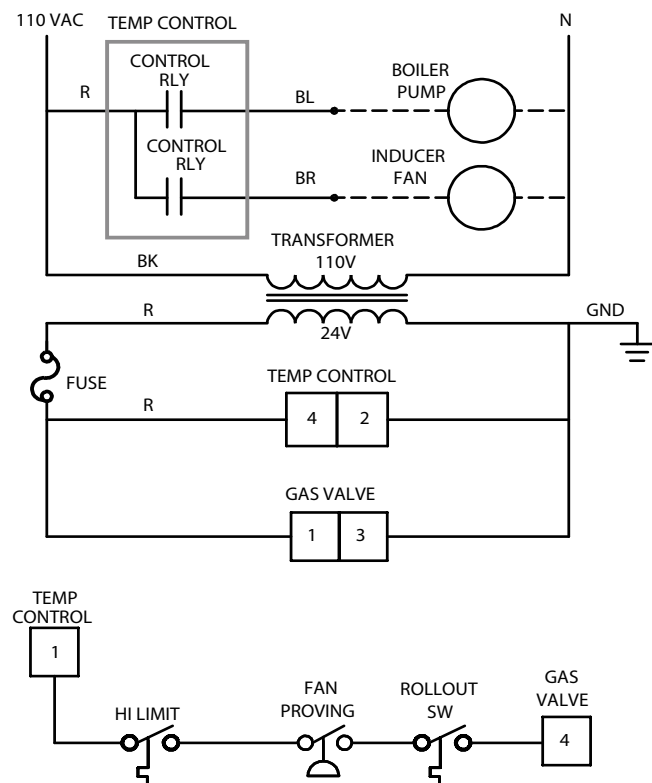 110 VAC
TEMP CONTROL
N
CONTROL
RLY
BOILER
PUMP
R
BL
CONTROL
RLY
INDUCER
FAN
BR
TRANSFORMER
110V
BK
R
24V
GND
FUSE
TEMP CONTROL
R
4
2
GAS VALVE
1
3
TEMP
CONTROL
1
HI LIMIT
FAN
PROVING
ROLLOUT
SW
GAS
VALVE
4